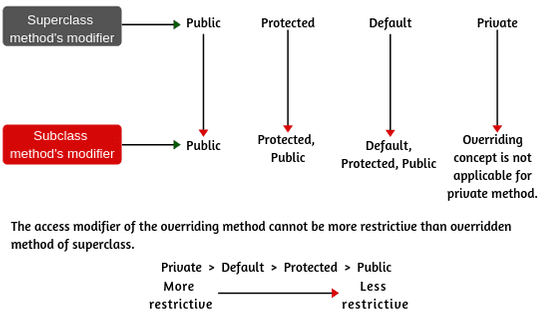 Superclass
method's modifier
Public
Protected
Default
Private
Subclass
method's modifier
Public
Protected,
Public
Default,
Protected, Public
Overriding
concept is not
applicable for
private method.
The access modifier of the overriding method cannot be more restrictive than overridden
method of superclass.
Private > Default > Protected > Public
More
restrictive
Less
restrictive